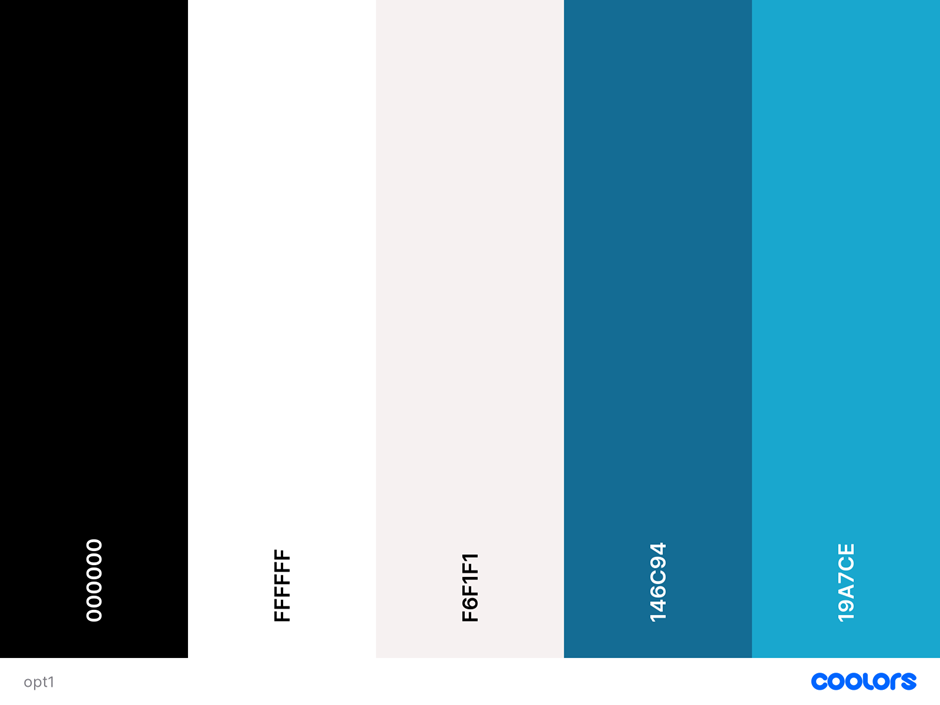 000000
FFFFFF
F6F1F1
146C94
19A7CE
opt1
coolors